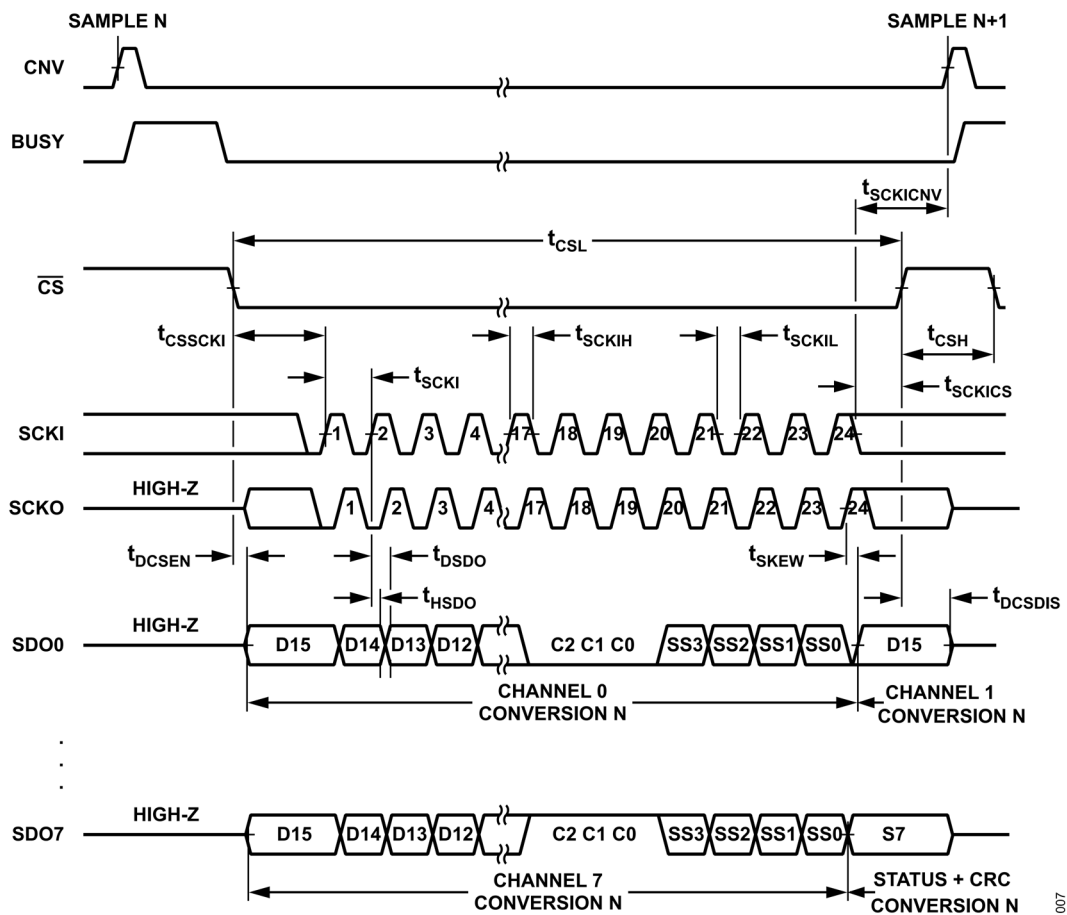 SAMPLE N
SAMPLE N+1
CNV
BUSY
tSCKICNV
tCSL
CS
tCSSCKI
tSCKIH
tSCKIL
tCSH
tSCKI
tSCKICS
SCKI
1 2 3 4 17 18 19 20 21 22 23 24
HIGH-Z
SCKO
1 2 3 4 17 18 19 20 21 22 23 24
tDCSEN
tDSDO
tSKEW
tHSDO
tDCSDIS
HIGH-Z
SDO0
D15 D14 D13 D12 C2 C1 C0 SS3 SS2 SS1 SS0 D15
CHANNEL 0
CONVERSION N
CHANNEL 1
CONVERSION N
.
.
.
HIGH-Z
SDO7
D15 D14 D13 D12 C2 C1 C0 SS3 SS2 SS1 SS0 S7
CHANNEL 7
CONVERSION N
STATUS + CRC
CONVERSION N
007